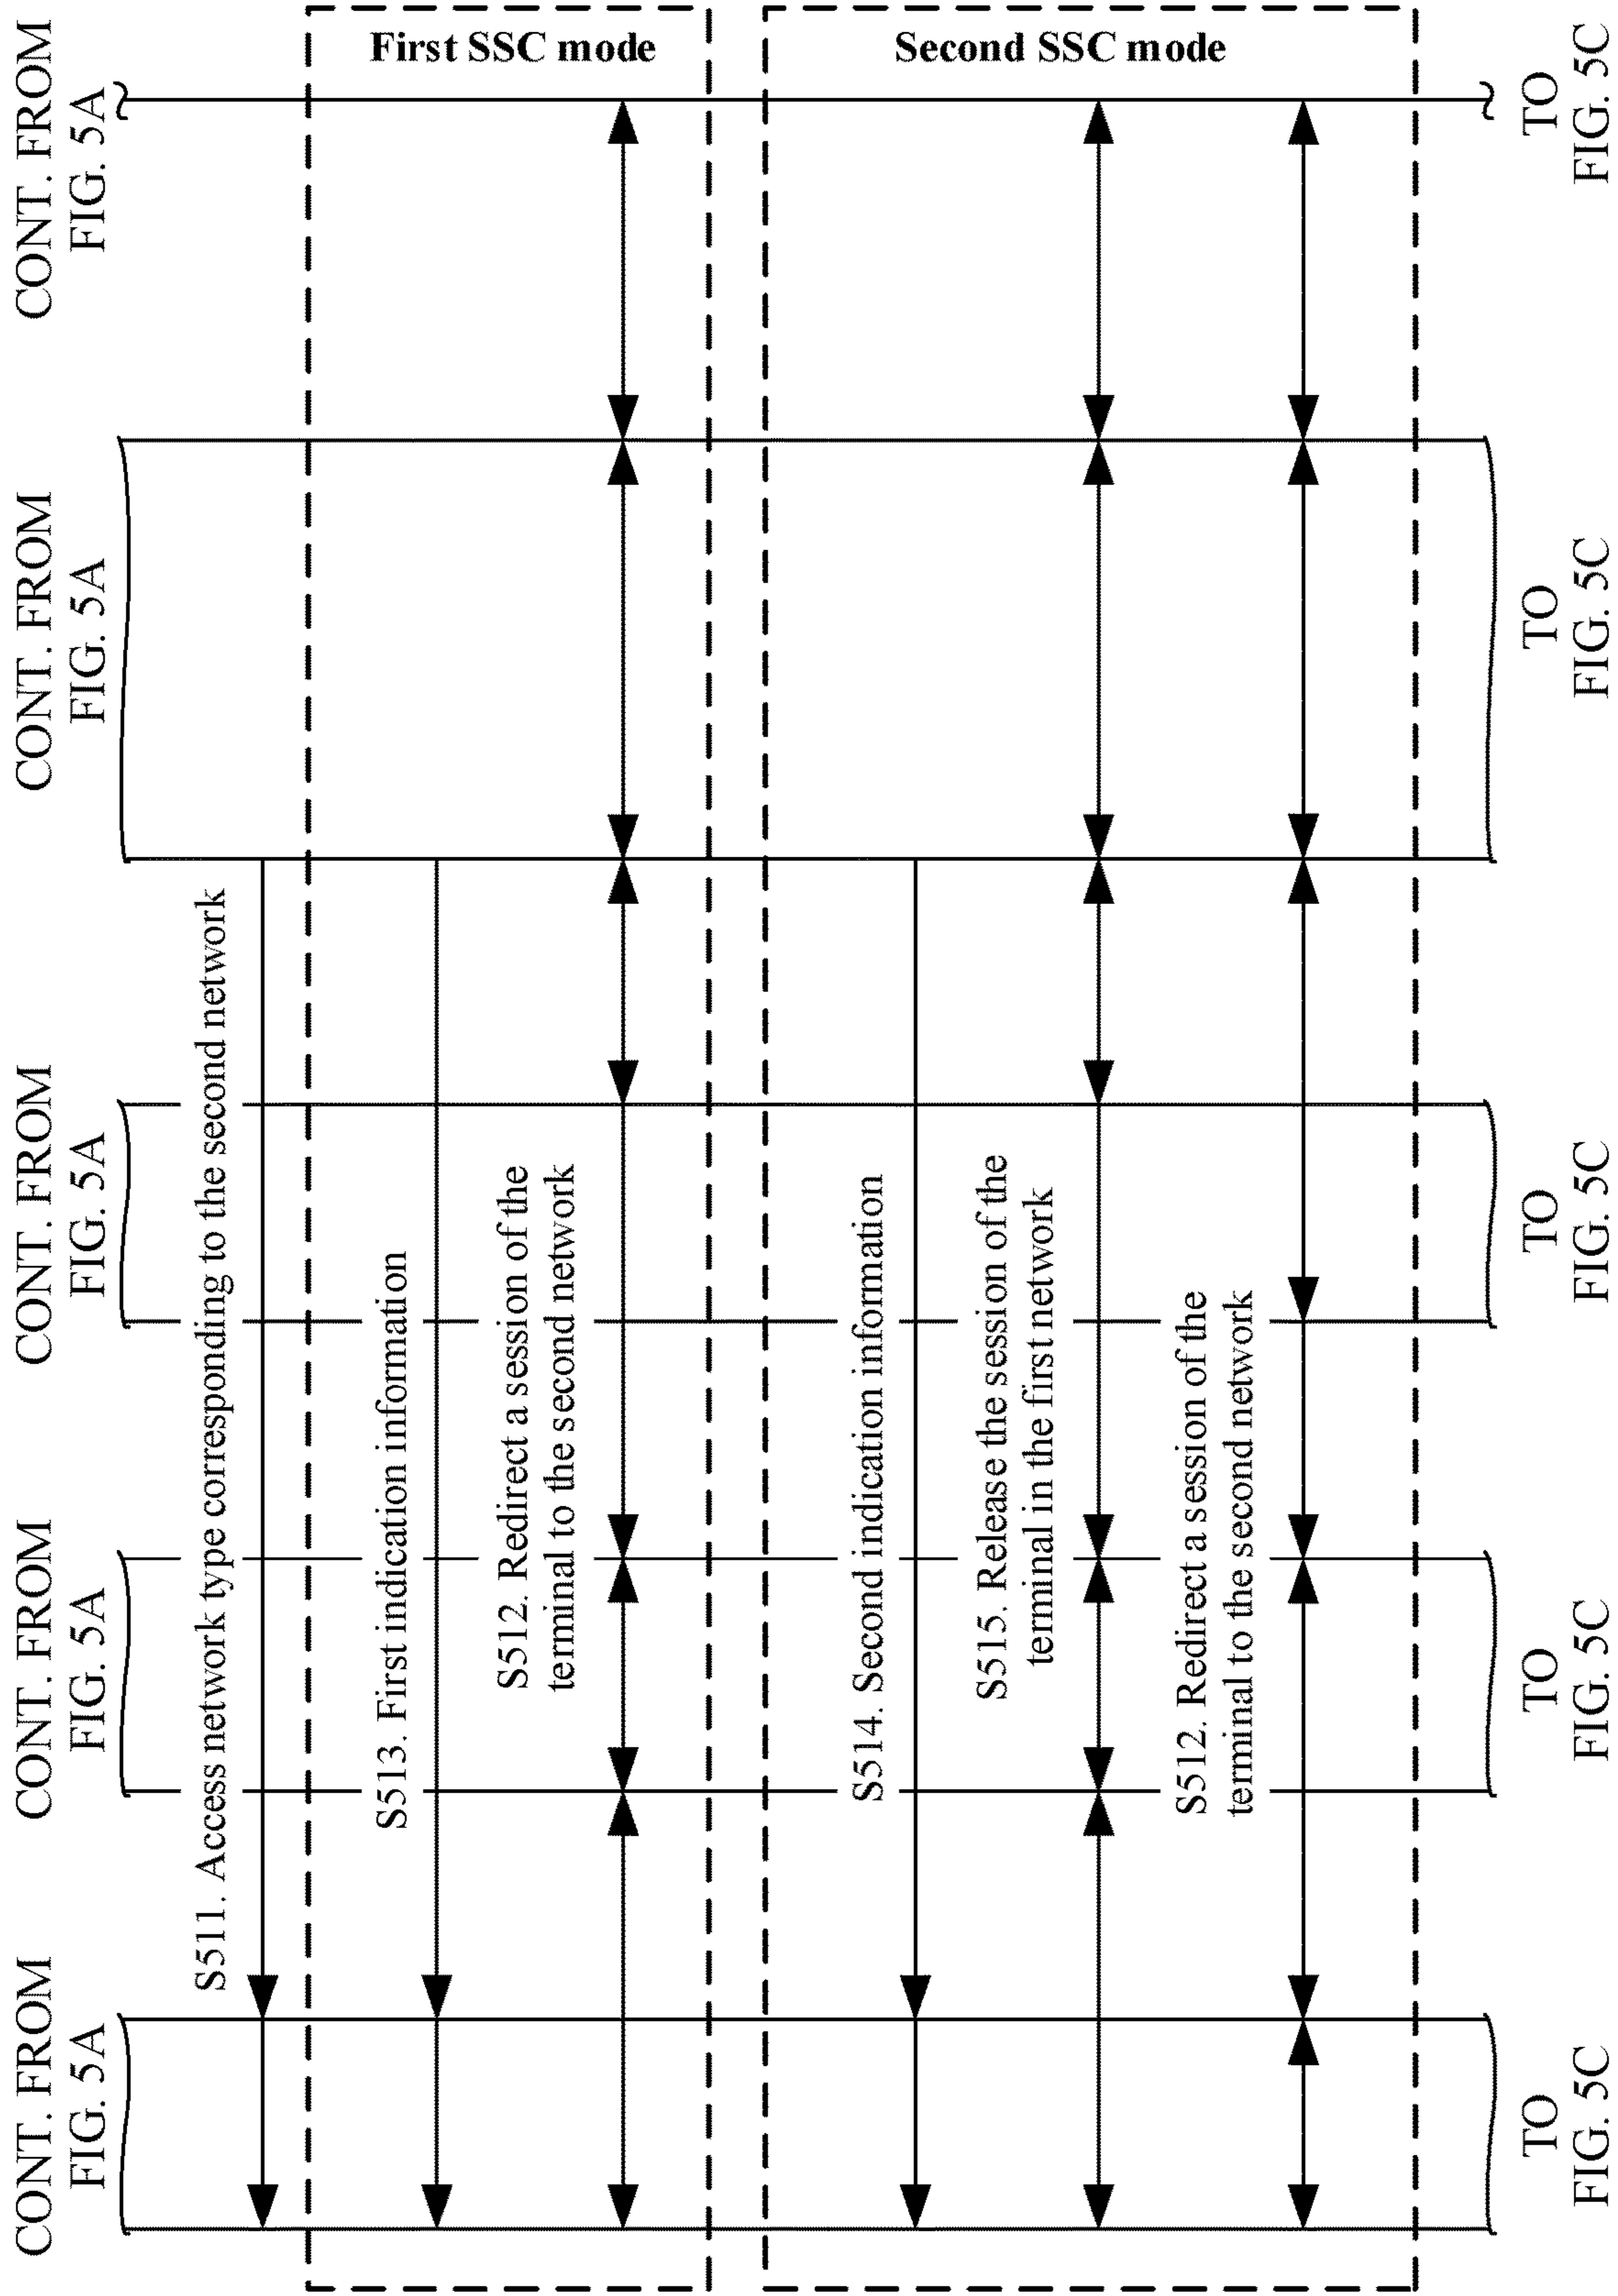 CONT. FROM
FIG. 5A
CONT. FROM
FIG. 5A
CONT. FROM
FIG. 5A
CONT. FROM
FIG. 5A
CONT. FROM
FIG. 5A
S511. Access network type corresponding to the second network
First SSC mode
S513. First indication information
S512. Redirect a session of the
terminal to the second network
Second SSC mode
S514. Second indication information
S515. Release the session of the
terminal in the first network
S512. Redirect a session of the
terminal to the second network
TO
FIG. 5C
TO
FIG. 5C
TO
FIG. 5C
TO
FIG. 5C
TO
FIG. 5C